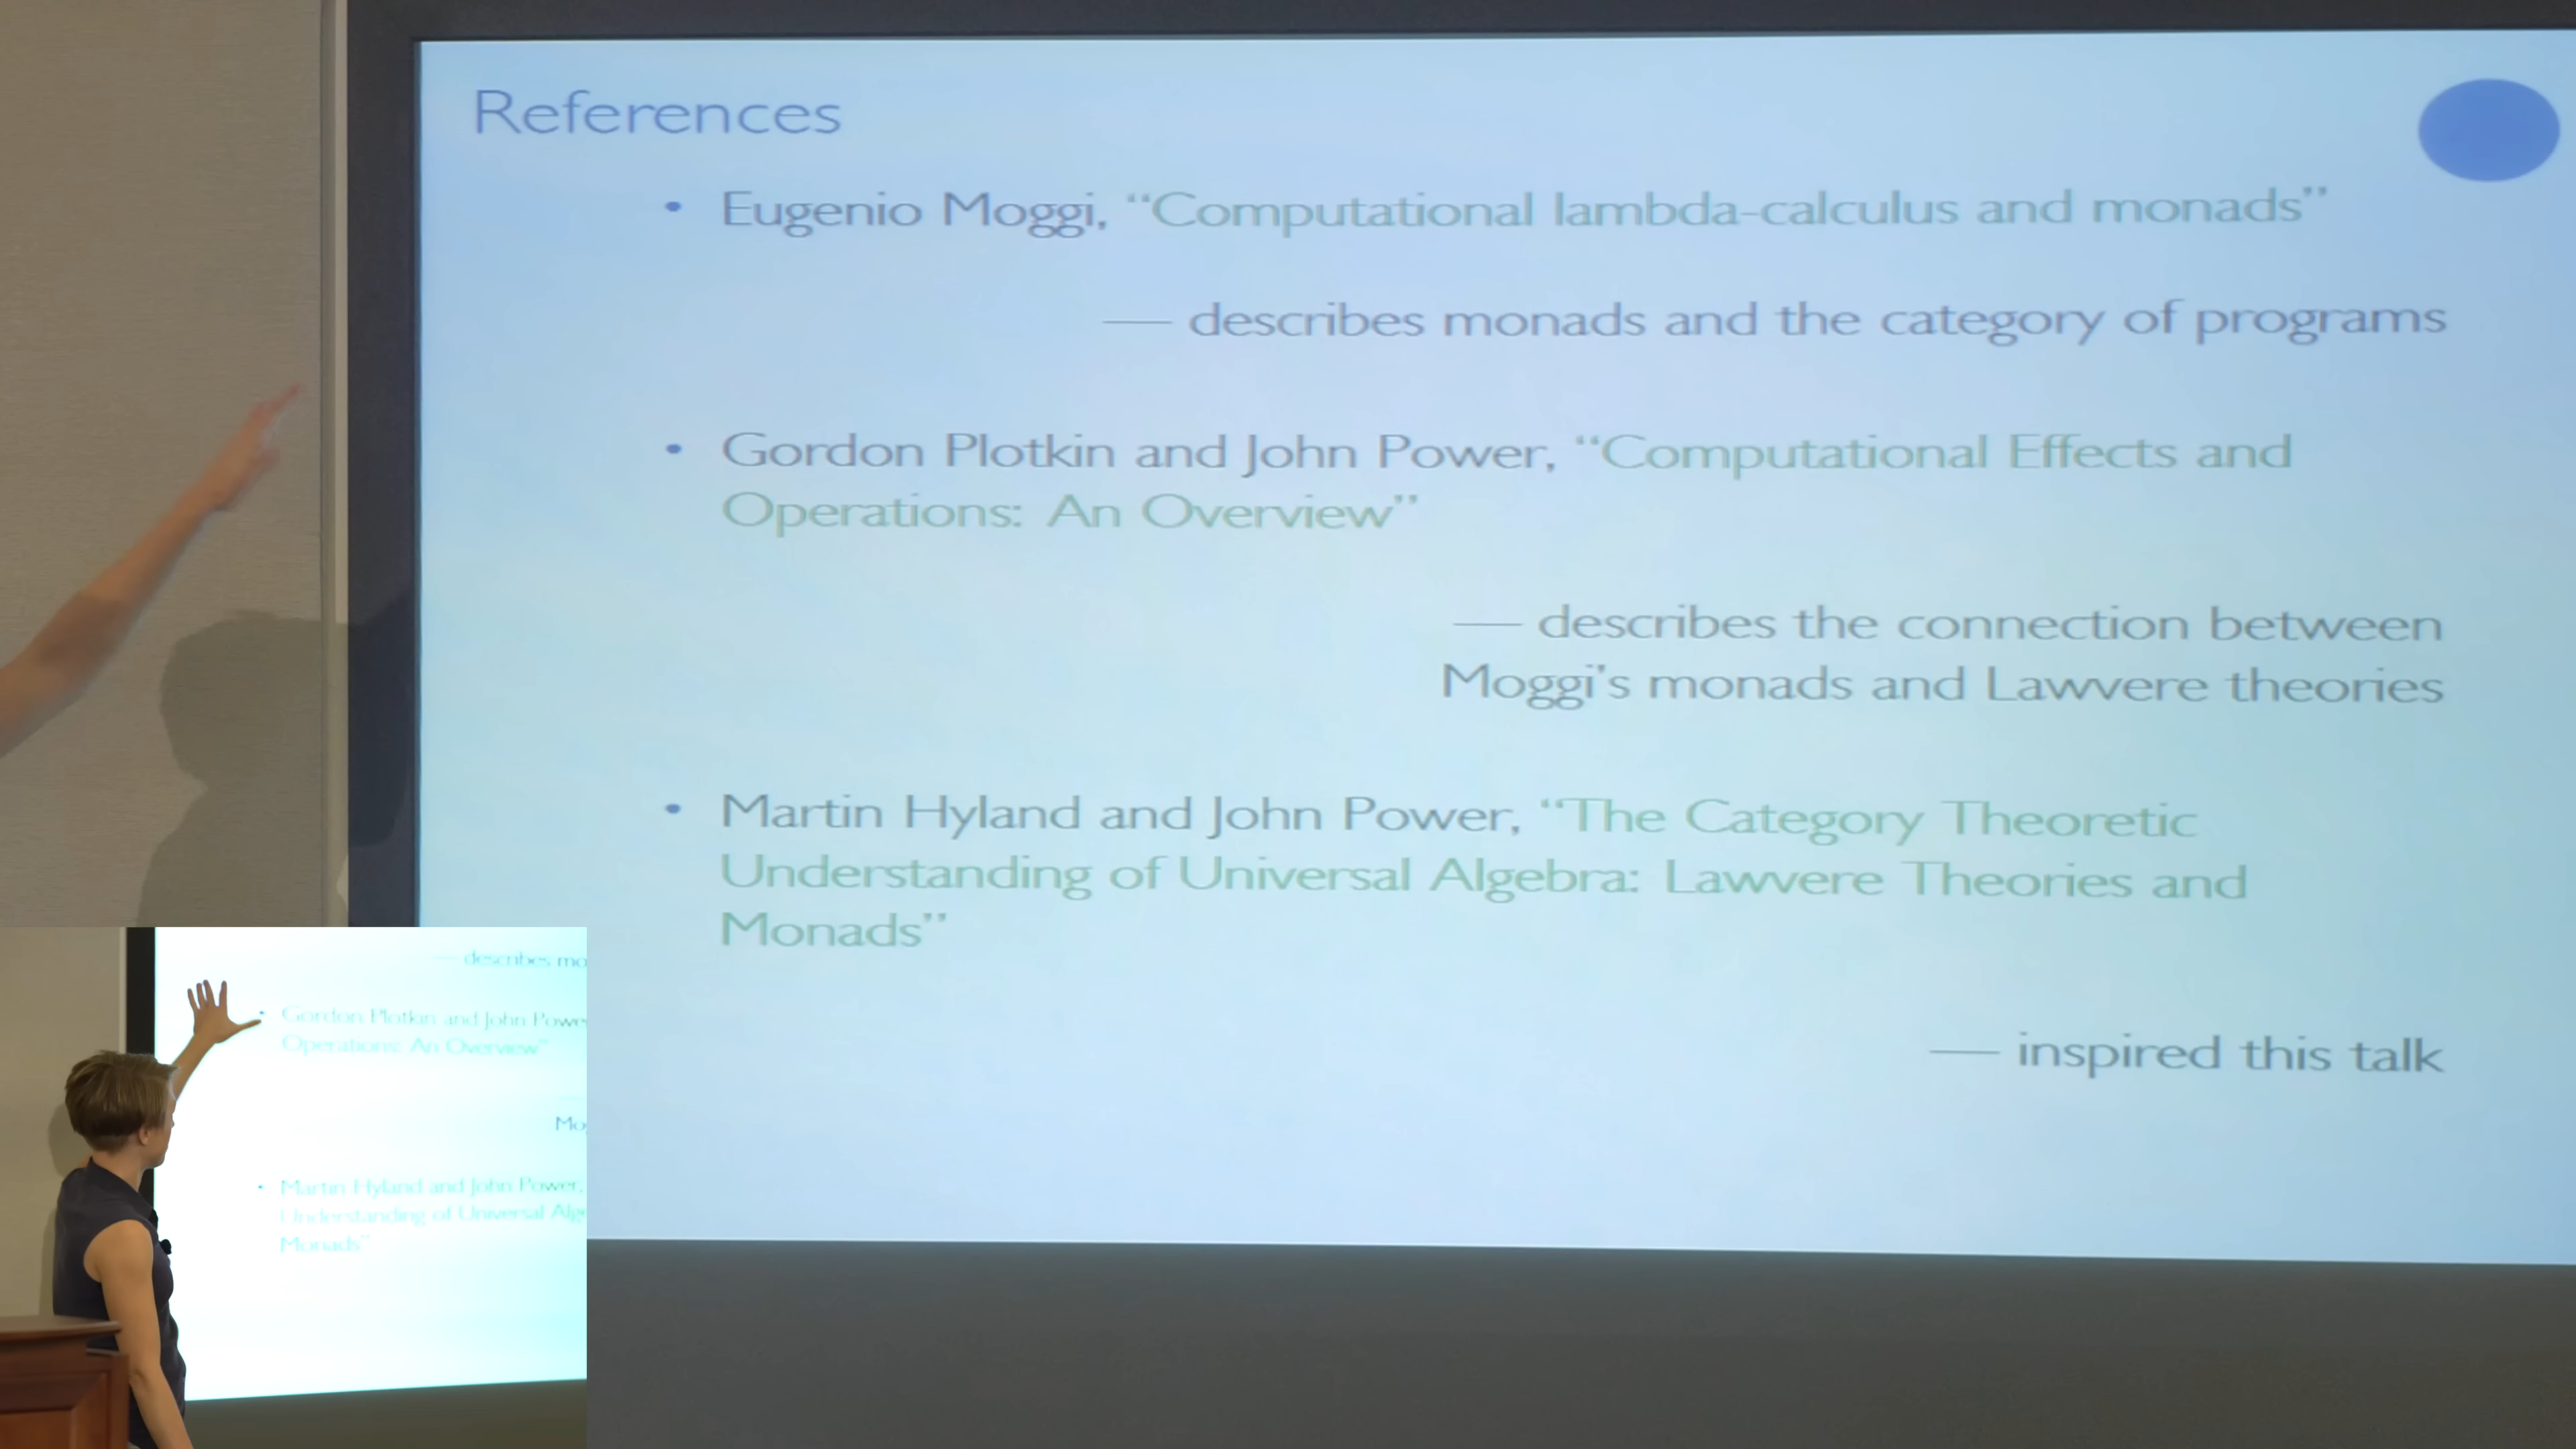 References
• Eugenio Moggi, “Computational lambda-calculus and monads”
— describes monads and the category of programs
• Gordon Plotkin and John Power, “Computational Effects and
Operations: An Overview”
— describes the connection between
Moggi’s monads and Lawvere theories
• Martin Hyland and John Power, “The Category Theoretic
Understanding of Universal Algebra: Lawvere Theories and
Monads”
— inspired this talk
— describes mo
• Gordon Plotkin and John Powe
Operations: An Overview”
Mo
• Martin Hyland and John Power,
Understanding of Universal Alge
Monads”